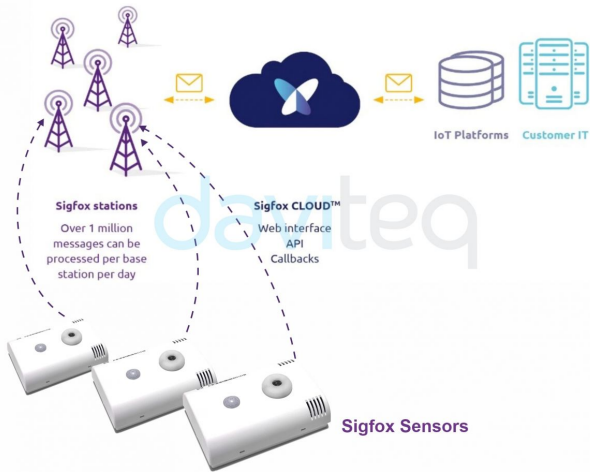 IoT Platforms
Customer IT
Sigfox stations
Over 1 million
messages can be
processed per base
station per day
Sigfox CLOUD™
Web interface
API
Callbacks
daviteq
Sigfox Sensors